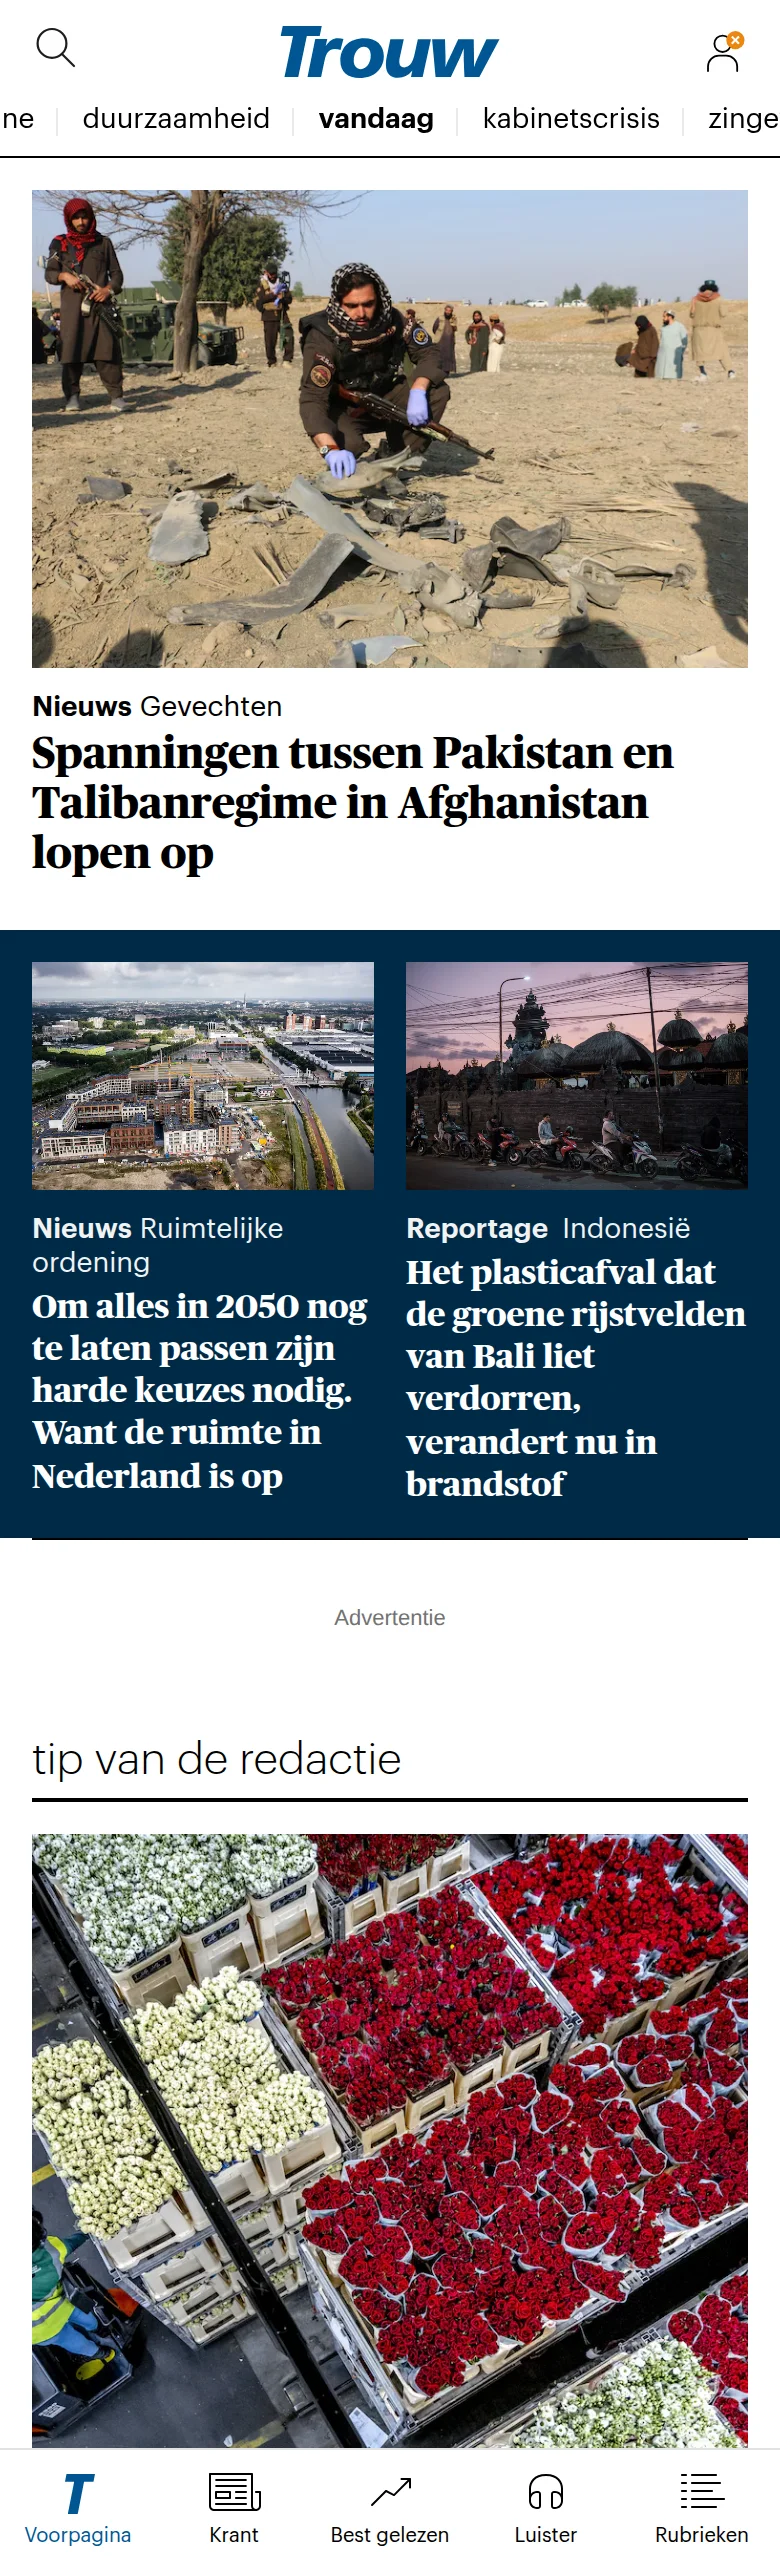 Trouw
ne duurzaamheid vandaag kabinetscrisis zinge
Nieuws Gevechten
Spanningen tussen Pakistan en
Talibanregime in Afghanistan
lopen op
Nieuws Ruimtelijke
ordening
Om alles in 2050 nog
te laten passen zijn
harde keuzes nodig.
Want de ruimte in
Nederland is op
Reportage Indonesië
Het plasticafval dat
de groene rijstvelden
van Bali liet
verdorren,
verandert nu in
brandstof
Advertentie
tip van de redactie
T
Voorpagina Krant Best gelezen Luister Rubrieken